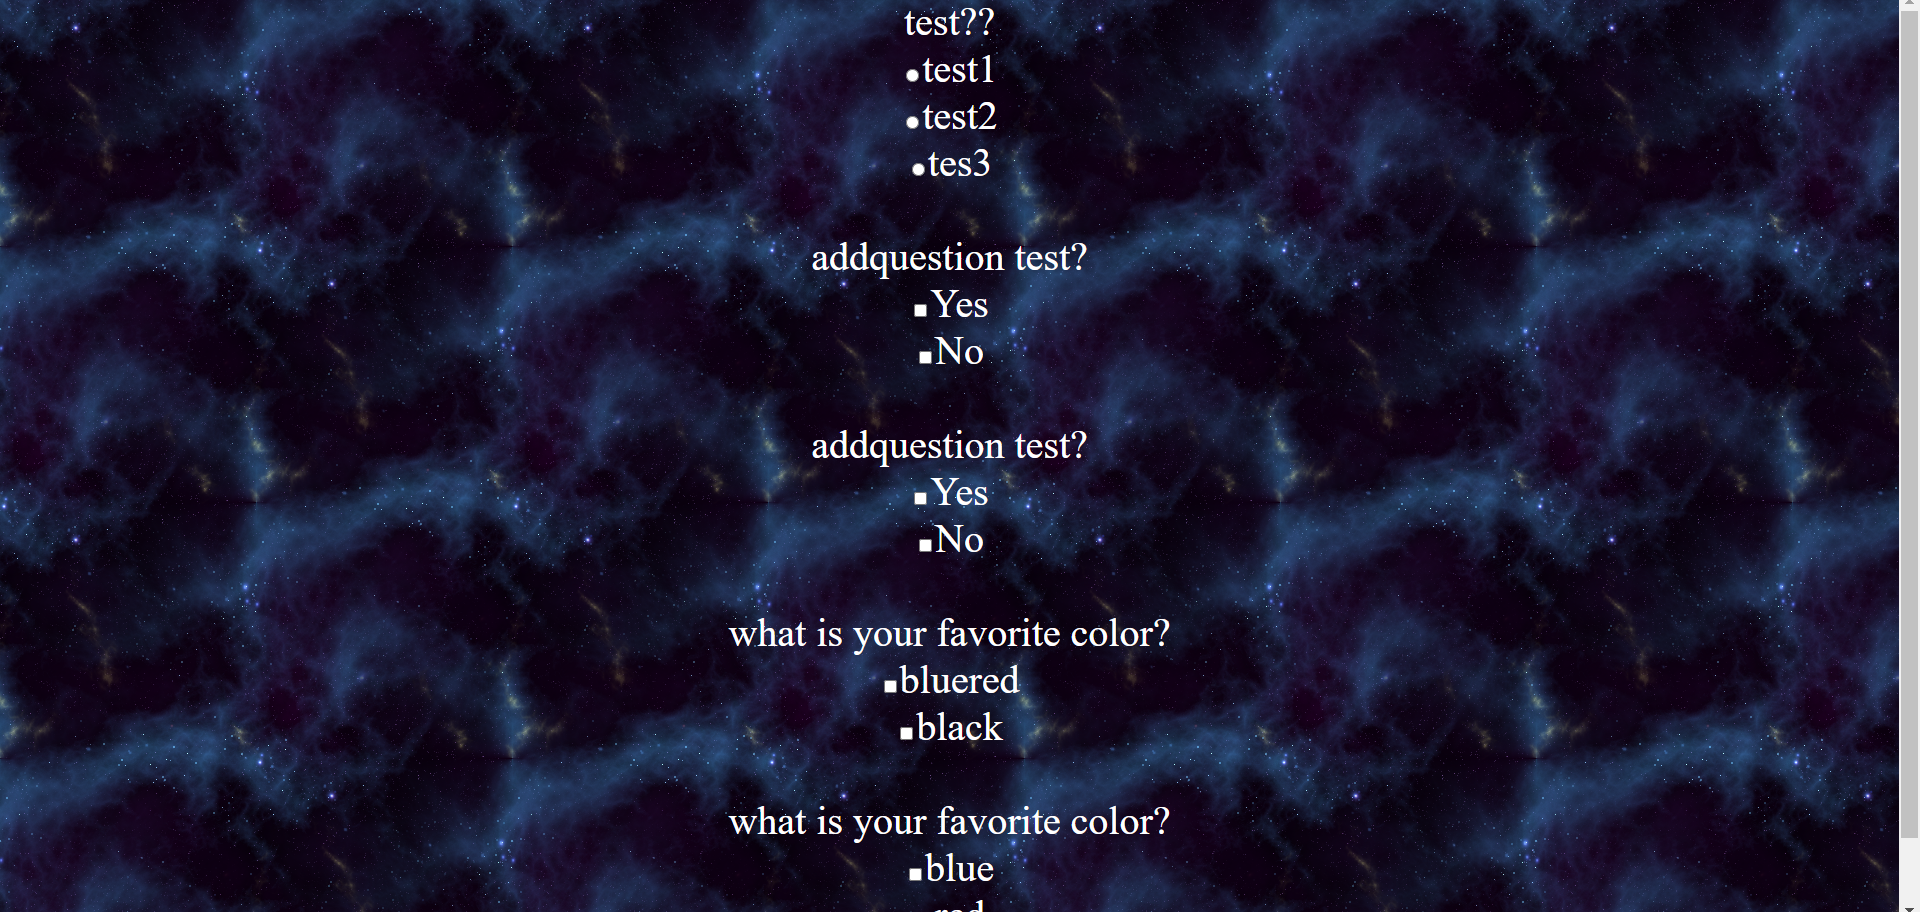 test??
test1
test2
tes3
addquestion test?
Yes
No
addquestion test?
Yes
No
what is your favorite color?
bluered
black
what is your favorite color?
blue
red